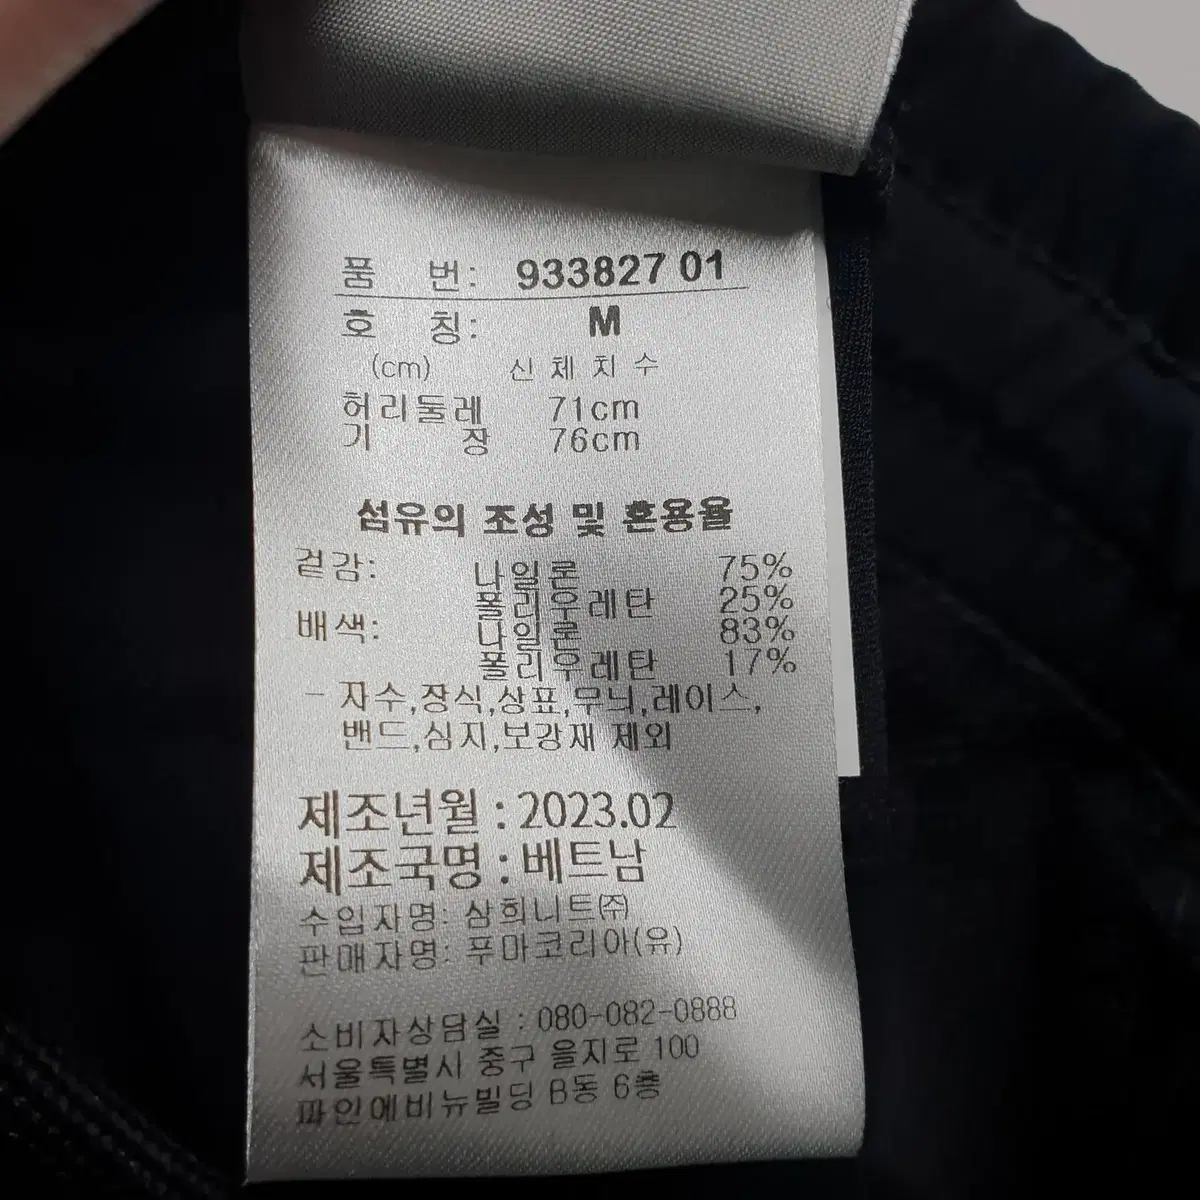 품 번: 933827 01
호 칭: M
(cm) 신 체 치 수
허리둘레 71cm
기 장 76cm
섬유의 조성 및 혼용율
겉감: 나일론 75%
폴리우레탄 25%
배색: 나일론 83%
폴리우레탄 17%
- 자수,장식,상표,무늬,레이스,
밴드,심지,보강재 제외
제조년월 : 2023.02
제조국명 : 베트남
수입자명: 삼희니트㈜
판매자명: 푸마코리아(유)
소비자상담실 : 080-082-0888
서울특별시 중구 을지로 100
파인에비뉴빌딩 B동 6층